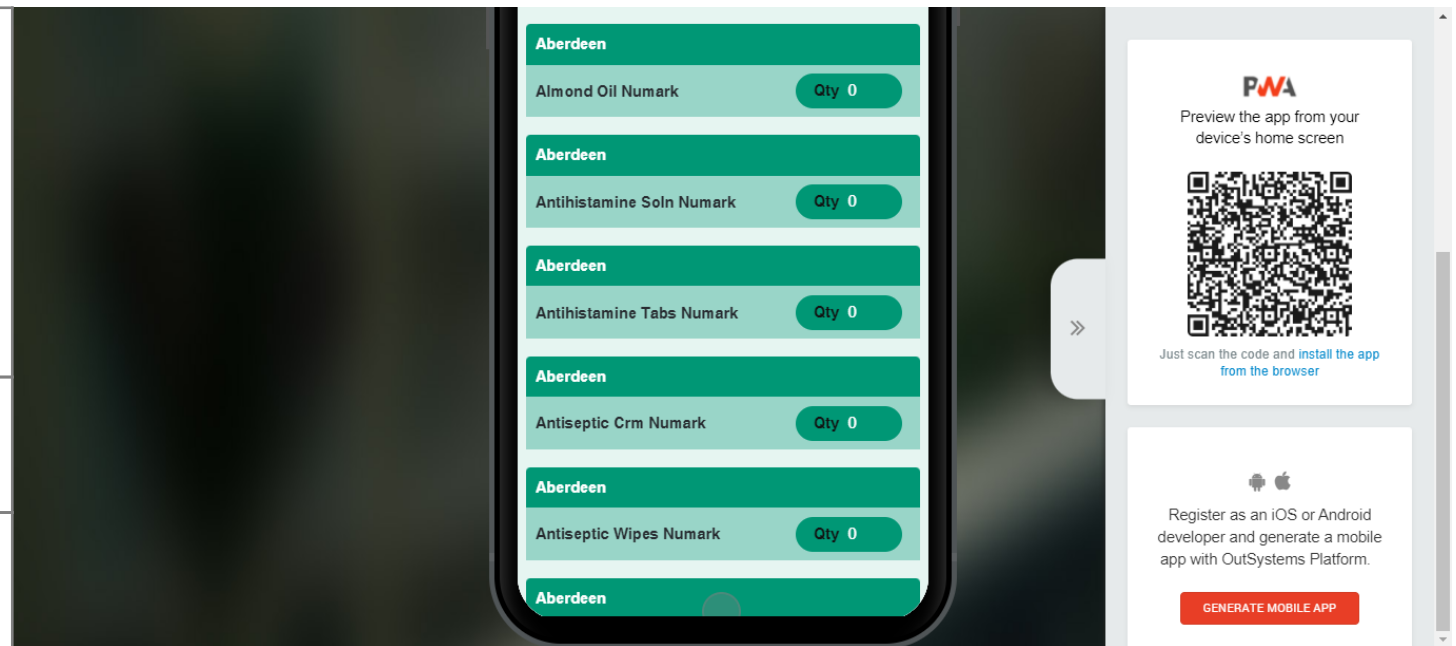 Aberdeen
Almond Oil Numark Qty 0
Aberdeen
Antihistamine Soln Numark Qty 0
Aberdeen
Antihistamine Tabs Numark Qty 0
Aberdeen
Antiseptic Crm Numark Qty 0
Aberdeen
Antiseptic Wipes Numark Qty 0
Aberdeen
PWA
Preview the app from your
device's home screen
Just scan the code and install the app
from the browser
Register as an iOS or Android
developer and generate a mobile
app with OutSystems Platform.
GENERATE MOBILE APP